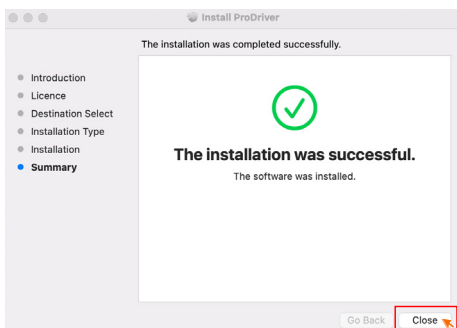 Install ProDriver
The installation was completed successfully.
Introduction
Licence
Destination Select
Installation Type
Installation
Summary
The installation was successful.
The software was installed.
Go Back
Close